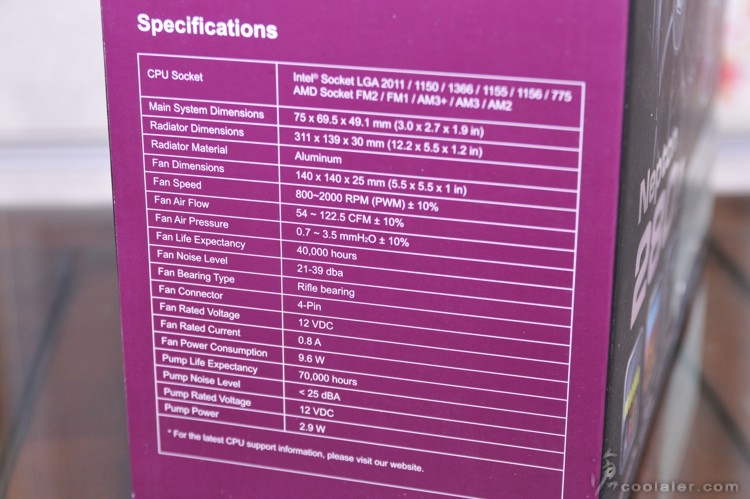 Specifications
CPU Socket
Intel® Socket LGA 2011 / 1150 / 1366 / 1155 / 1156 / 775
AMD Socket FM2 / FM1 / AM3+ / AM3 / AM2
Main System Dimensions 75 x 69.5 x 49.1 mm (3.0 x 2.7 x 1.9 in)
Radiator Dimensions 311 x 139 x 30 mm (12.2 x 5.5 x 1.2 in)
Radiator Material Aluminum
Fan Dimensions 140 x 140 x 25 mm (5.5 x 5.5 x 1 in)
Fan Speed 800~2000 RPM (PWM) ± 10%
Fan Air Flow 54 ~ 122.5 CFM ± 10%
Fan Air Pressure 0.7 ~ 3.5 mmH₂O ± 10%
Fan Life Expectancy 40,000 hours
Fan Noise Level 21-39 dba
Fan Bearing Type Rifle bearing
Fan Connector 4-Pin
Fan Rated Voltage 12 VDC
Fan Rated Current 0.8 A
Fan Power Consumption 9.6 W
Pump Life Expectancy 70,000 hours
Pump Noise Level < 25 dBA
Pump Rated Voltage 12 VDC
Pump Power 2.9 W
* For the latest CPU support information, please visit our website.
coolaler.com